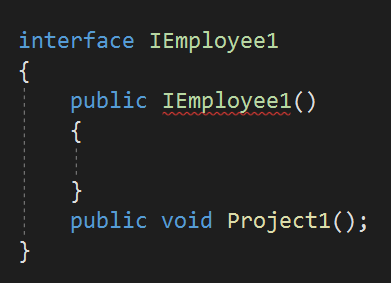 interface IEmployee1
{
public IEmployee1()
{
}
public void Project1();
}